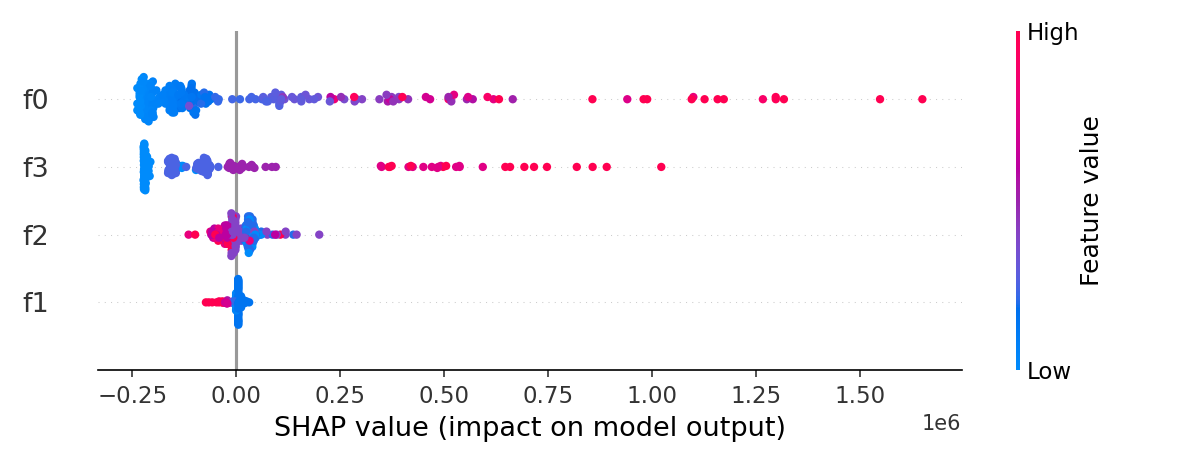 High
f0
f3
f2
f1
Feature value
Low
−0.25 0.00 0.25 0.50 0.75 1.00 1.25 1.50
1e6
SHAP value (impact on model output)